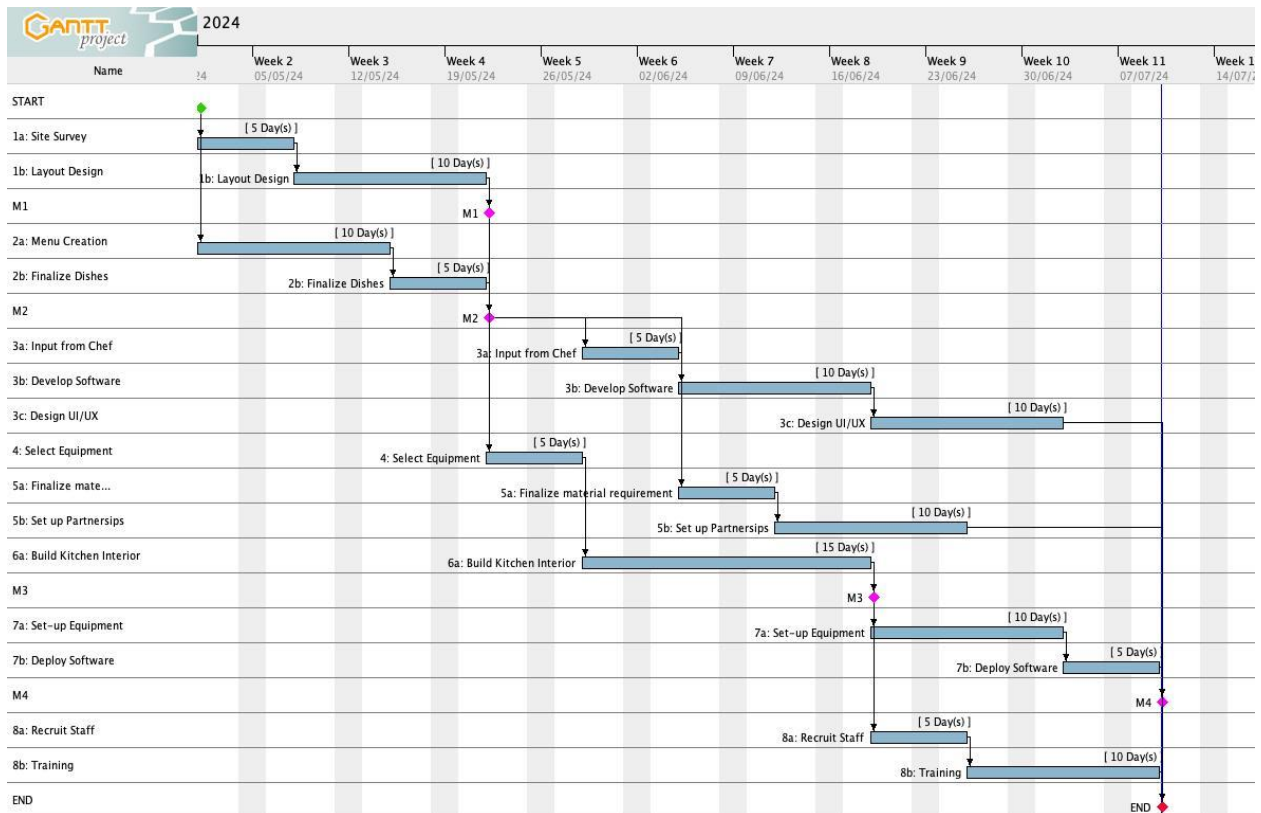 GANTT
project
2024
Name
24
Week 2
05/05/24
Week 3
12/05/24
Week 4
19/05/24
Week 5
26/05/24
Week 6
02/06/24
Week 7
09/06/24
Week 8
16/06/24
Week 9
23/06/24
Week 10
30/06/24
Week 11
07/07/24
Week 1
14/07/2
START
1a: Site Survey
[ 5 Day(s) ]
1b: Layout Design
1b: Layout Design
[ 10 Day(s) ]
M1
M1
2a: Menu Creation
[ 10 Day(s) ]
2b: Finalize Dishes
2b: Finalize Dishes
[ 5 Day(s) ]
M2
M2
3a: Input from Chef
3a: Input from Chef
[ 5 Day(s) ]
3b: Develop Software
3b: Develop Software
[ 10 Day(s) ]
3c: Design UI/UX
3c: Design UI/UX
[ 10 Day(s) ]
4: Select Equipment
4: Select Equipment
[ 5 Day(s) ]
5a: Finalize mate...
5a: Finalize material requirement
[ 5 Day(s) ]
5b: Set up Partnersips
5b: Set up Partnersips
[ 10 Day(s) ]
6a: Build Kitchen Interior
6a: Build Kitchen Interior
[ 15 Day(s) ]
M3
M3
7a: Set-up Equipment
7a: Set-up Equipment
[ 10 Day(s) ]
7b: Deploy Software
7b: Deploy Software
[ 5 Day(s) ]
M4
M4
8a: Recruit Staff
8a: Recruit Staff
[ 5 Day(s) ]
8b: Training
8b: Training
[ 10 Day(s) ]
END
END